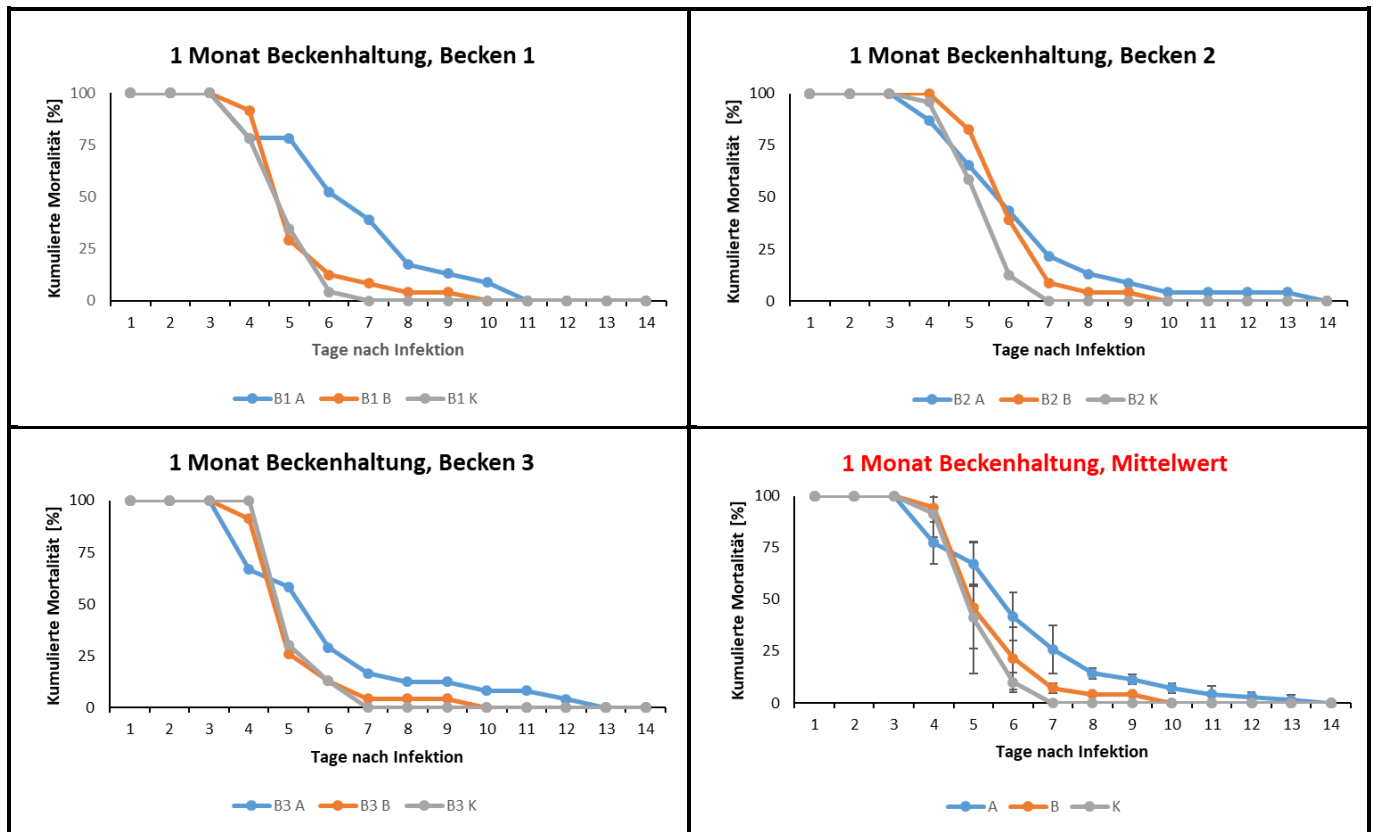 1 Monat Beckenhaltung, Becken 1
Kumulierte Mortalität [%]
100
75
50
25
0
1 2 3 4 5 6 7 8 9 10 11 12 13 14
Tage nach Infektion
B1 A B1 B B1 K
1 Monat Beckenhaltung, Becken 2
Kumulierte Mortalität [%]
100
75
50
25
0
1 2 3 4 5 6 7 8 9 10 11 12 13 14
Tage nach Infektion
B2 A B2 B B2 K
1 Monat Beckenhaltung, Becken 3
Kumulierte Mortalität [%]
100
75
50
25
0
1 2 3 4 5 6 7 8 9 10 11 12 13 14
Tage nach Infektion
B3 A B3 B B3 K
1 Monat Beckenhaltung, Mittelwert
Kumulierte Mortalität [%]
100
75
50
25
0
1 2 3 4 5 6 7 8 9 10 11 12 13 14
Tage nach Infektion
A B K